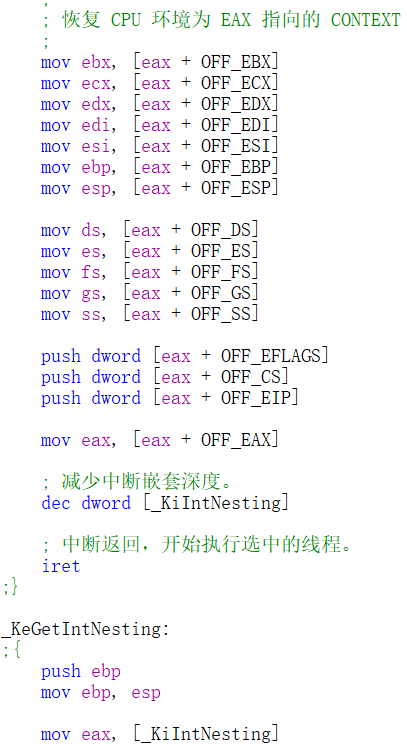 ;
; 恢复 CPU 环境为 EAX 指向的 CONTEXT
;
mov ebx, [eax + OFF_EBX]
mov ecx, [eax + OFF_ECX]
mov edx, [eax + OFF_EDX]
mov edi, [eax + OFF_EDI]
mov esi, [eax + OFF_ESI]
mov ebp, [eax + OFF_EBP]
mov esp, [eax + OFF_ESP]
mov ds, [eax + OFF_DS]
mov es, [eax + OFF_ES]
mov fs, [eax + OFF_FS]
mov gs, [eax + OFF_GS]
mov ss, [eax + OFF_SS]
push dword [eax + OFF_EFLAGS]
push dword [eax + OFF_CS]
push dword [eax + OFF_EIP]
mov eax, [eax + OFF_EAX]
; 减少中断嵌套深度。
dec dword [_KiIntNesting]
; 中断返回，开始执行选中的线程。
iret
;}
_KeGetIntNesting:
;{
push ebp
mov ebp, esp
mov eax, [_KiIntNesting]